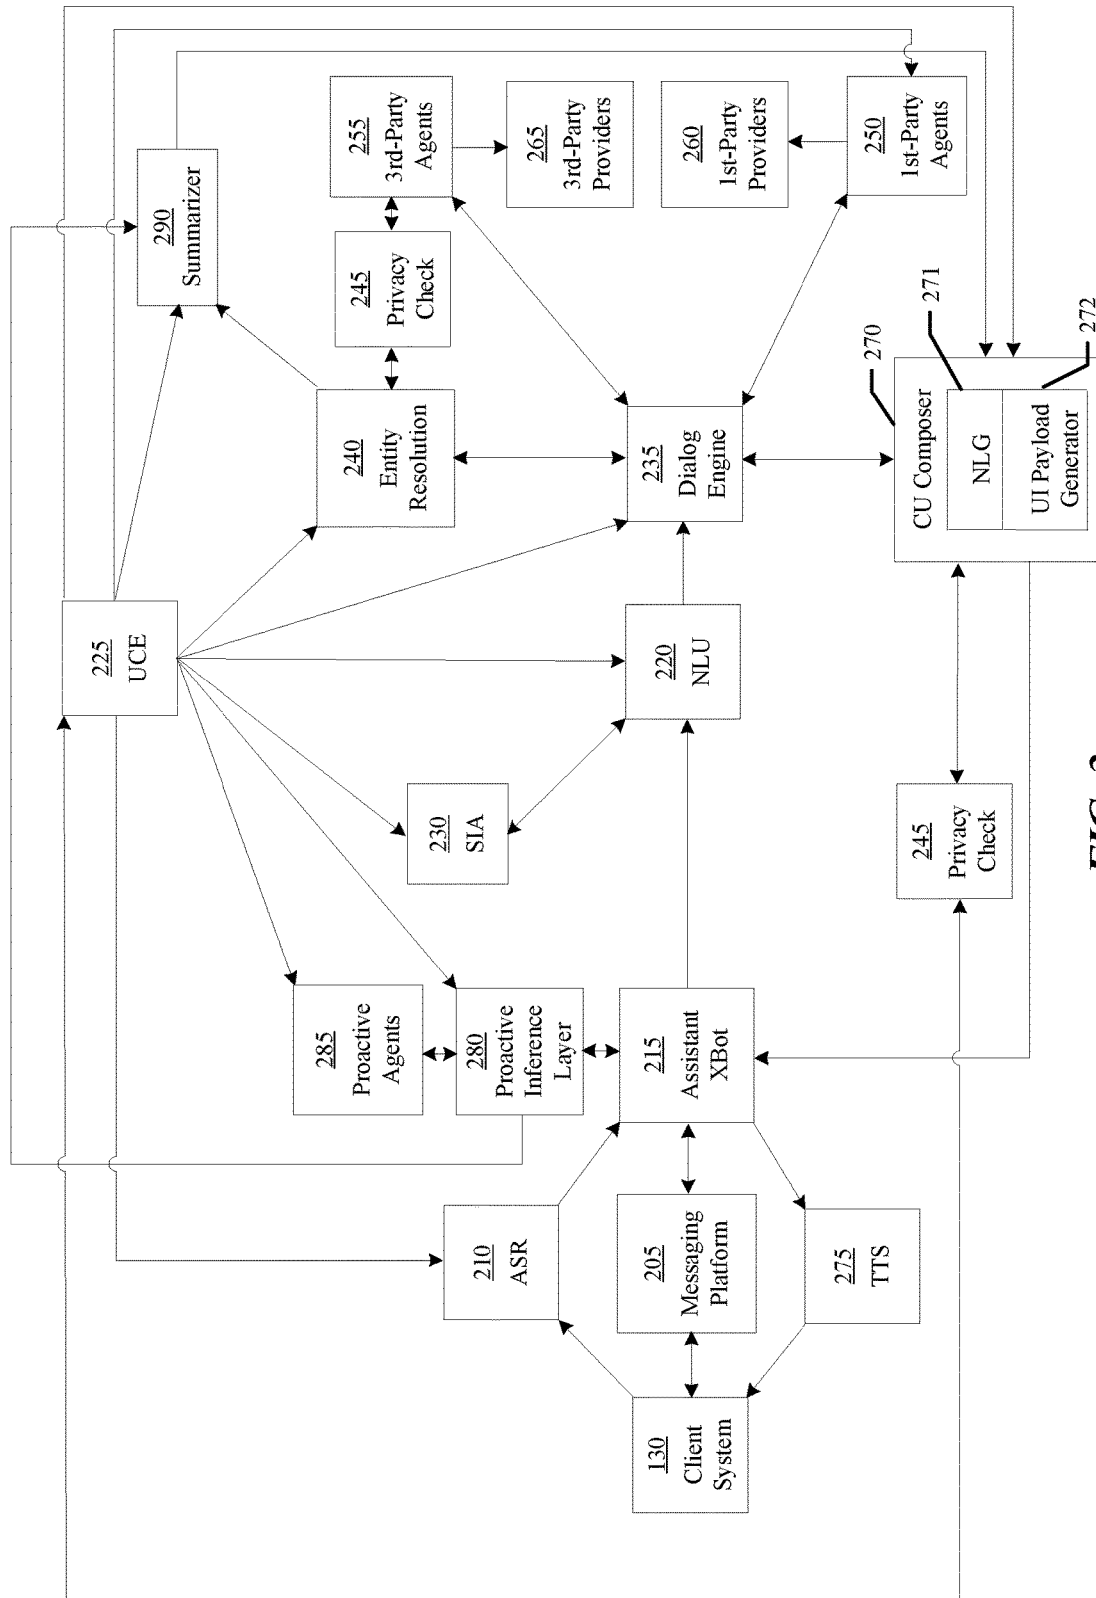 225
UCE
290
Summarizer
285
Proactive
Agents
240
Entity
Resolution
245
Privacy
Check
255
3rd-Party
Agents
210
ASR
280
Proactive
Inference
Layer
230
SIA
265
3rd-Party
Providers
130
Client
System
205
Messaging
Platform
215
Assistant
XBot
220
NLU
235
Dialog
Engine
260
1st-Party
Providers
275
TTS
245
Privacy
Check
250
1st-Party
Agents
270
CU Composer
271
NLG
272
UI Payload
Generator
FIG.